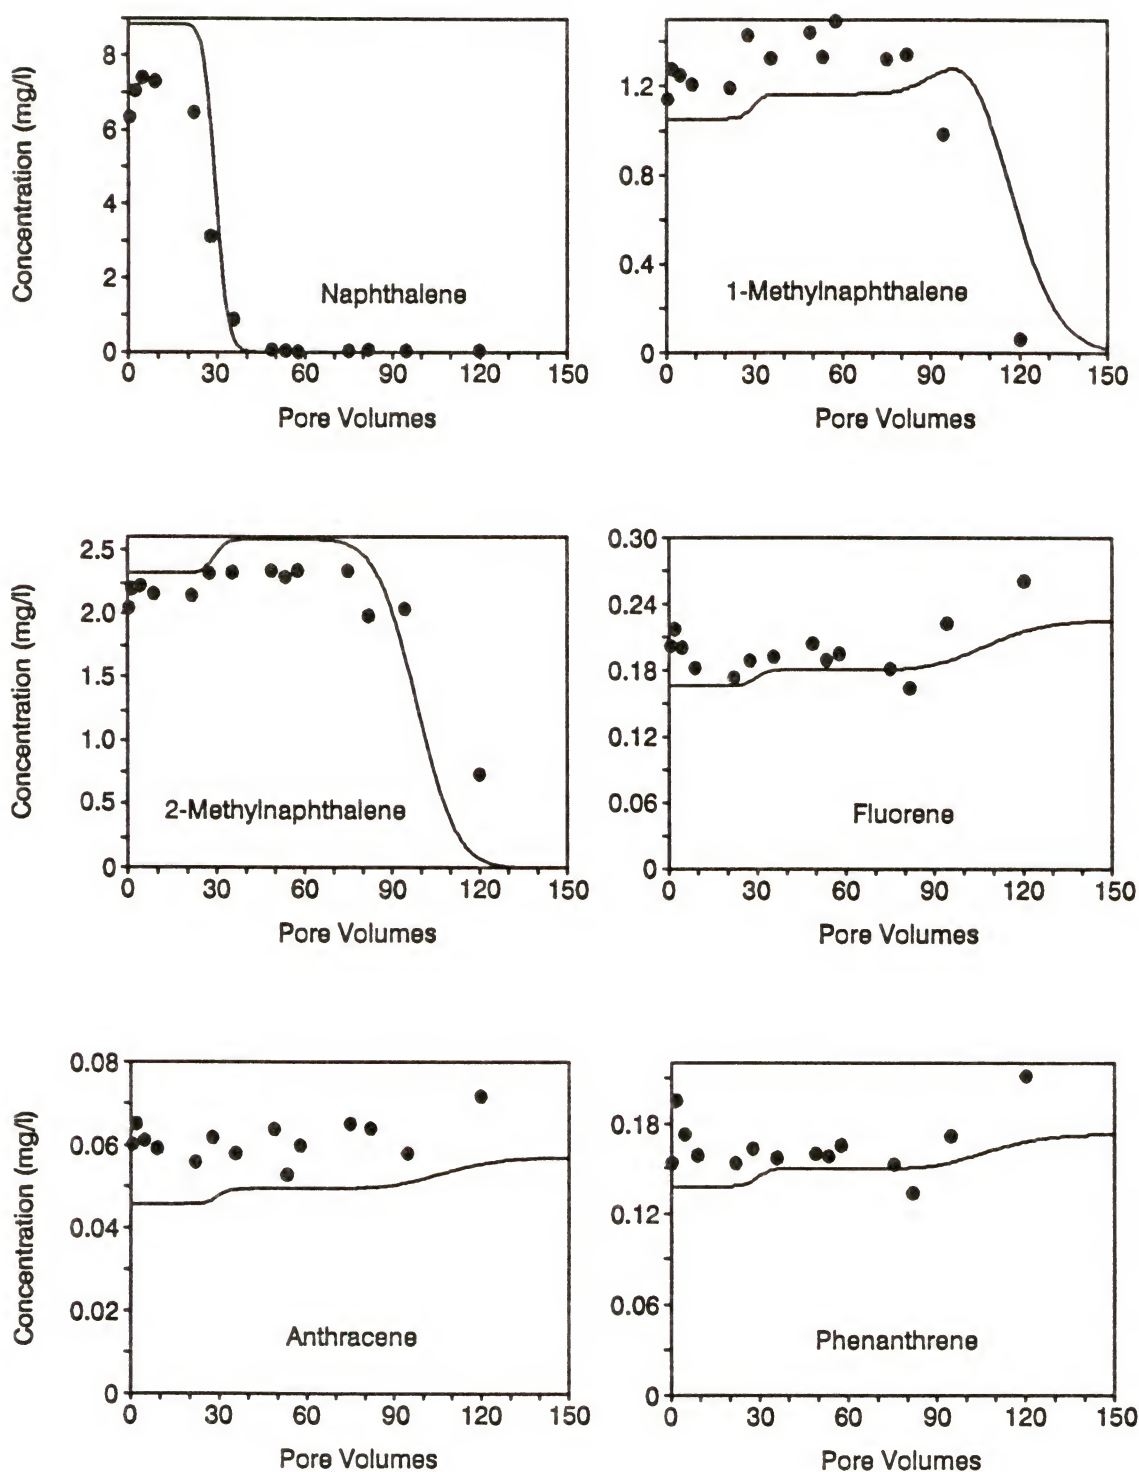 Concentration (mg/l)
8
6
4
2
0
Naphthalene
0 30 60 90 120 150
Pore Volumes
1.2
0.8
0.4
0
1-Methylnaphthalene
0 30 60 90 120 150
Pore Volumes
Concentration (mg/l)
2.5
2.0
1.5
1.0
0.5
0
2-Methylnaphthalene
0 30 60 90 120 150
Pore Volumes
0.30
0.24
0.18
0.12
0.06
0
Fluorene
0 30 60 90 120 150
Pore Volumes
Concentration (mg/l)
0.08
0.06
0.04
0.02
0
Anthracene
0 30 60 90 120 150
Pore Volumes
0.18
0.12
0.06
0
Phenanthrene
0 30 60 90 120 150
Pore Volumes